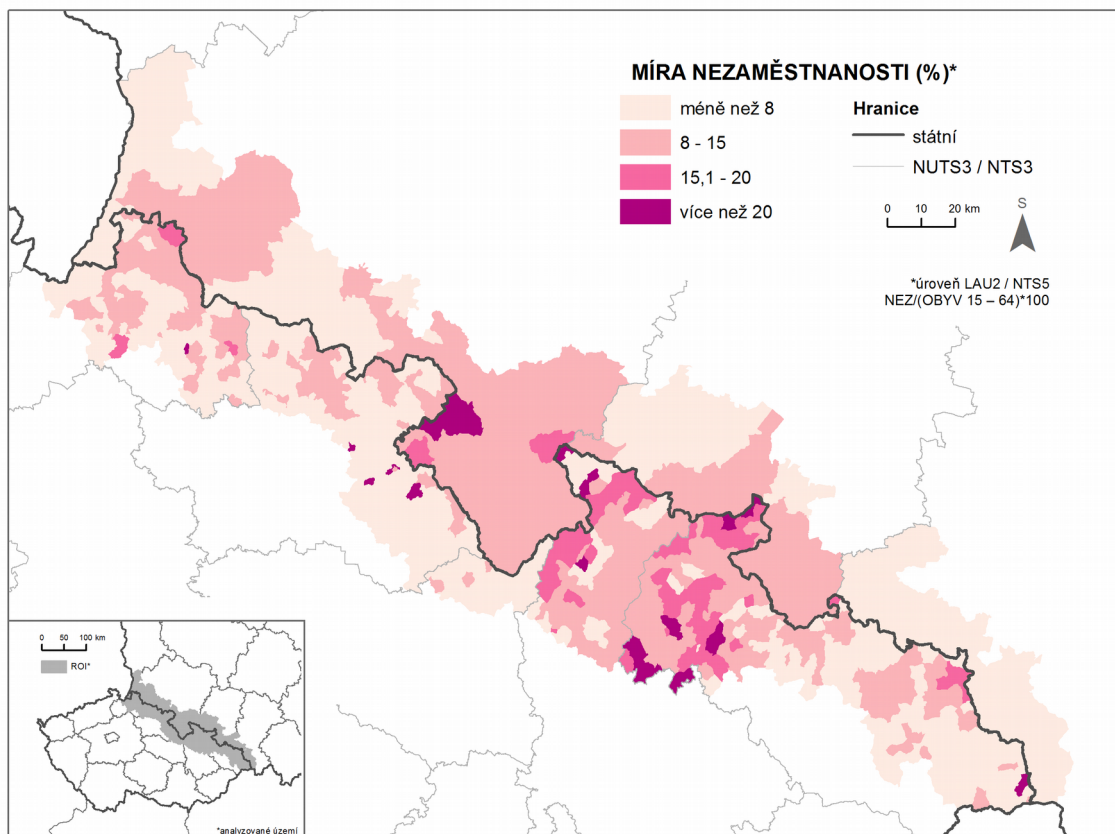 MÍRA NEZAMĚSTNANOSTI (%)*
méně než 8
8 - 15
15,1 - 20
více než 20
Hranice
státní
NUTS3 / NTS3
0 10 20 km
S
*úroveň LAU2 / NTS5
NEZ/(OBYV 15 – 64)*100
0 50 100 km
ROI*
*analyzované území